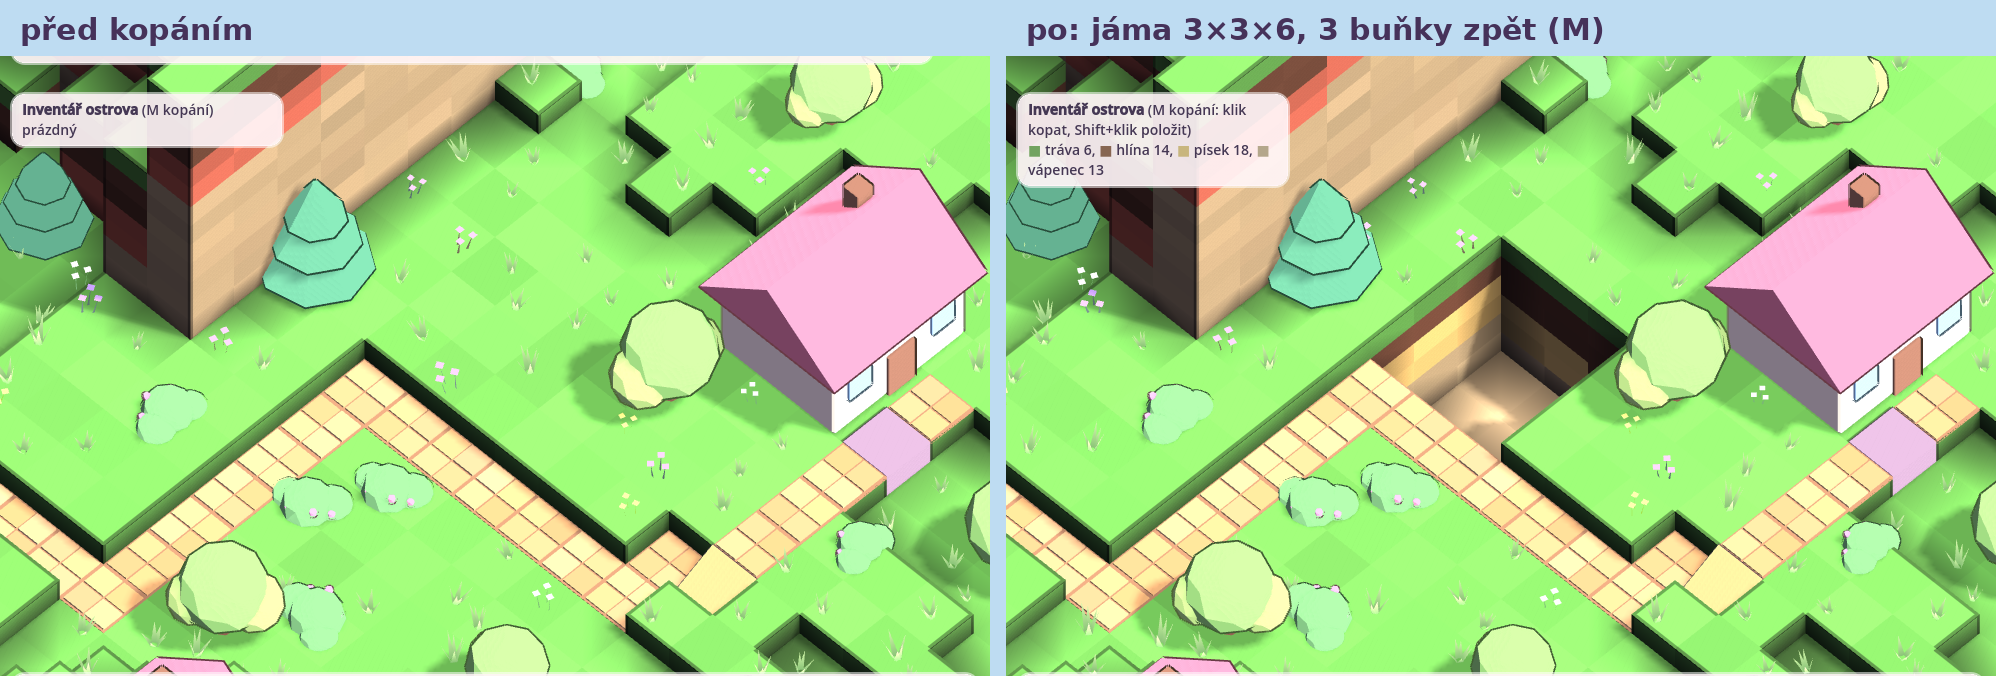 před kopáním
po: jáma 3×3×6, 3 buňky zpět (M)
Inventář ostrova (M kopání)
prázdný
Inventář ostrova (M kopání: klik
kopat, Shift+klik položit)
tráva 6, hlína 14, písek 18,
vápenec 13